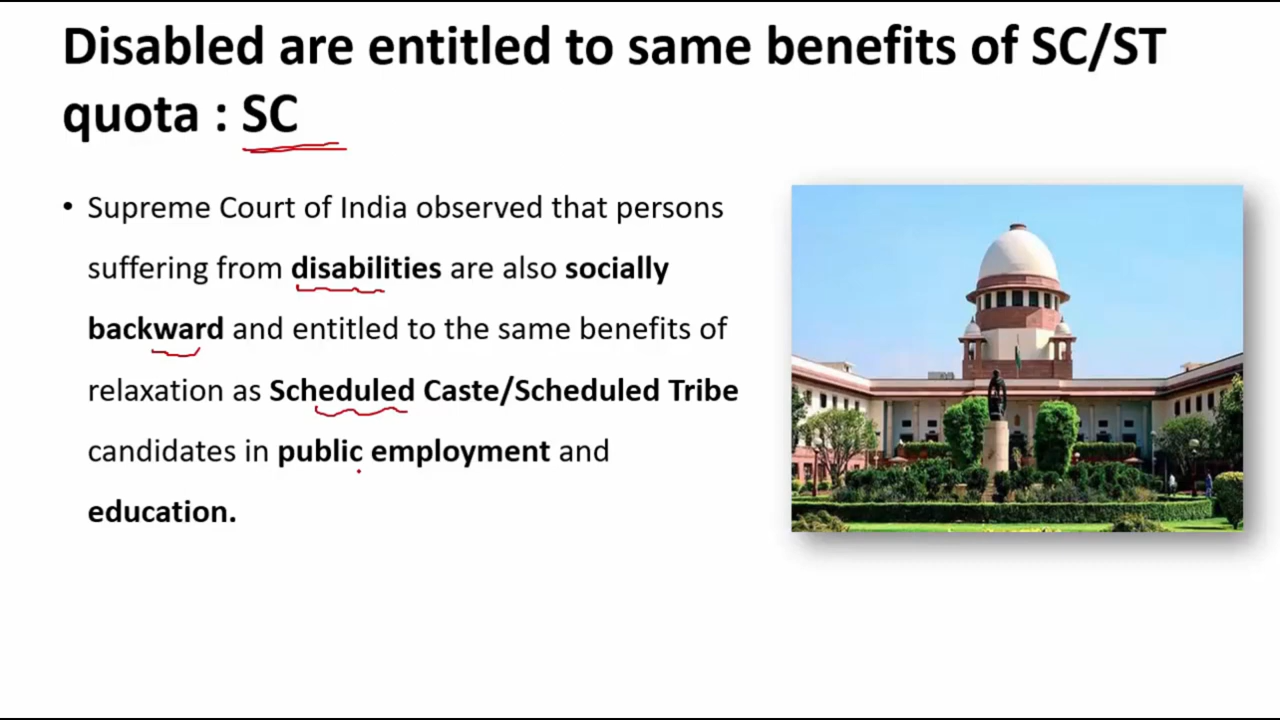 Disabled are entitled to same benefits of SC/ST
quota : SC
• Supreme Court of India observed that persons
suffering from disabilities are also socially
backward and entitled to the same benefits of
relaxation as Scheduled Caste/Scheduled Tribe
candidates in public employment and
education.